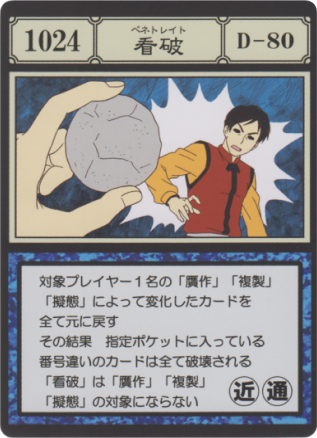 1024
ペネトレイト
看破
D-80
対象プレイヤー1名の「贋作」「複製」
「擬態」によって変化したカードを
全て元に戻す
その結果 指定ポケットに入っている
番号違いのカードは全て破壊される
「看破」は「贋作」「複製」
「擬態」の対象にならない
近 通